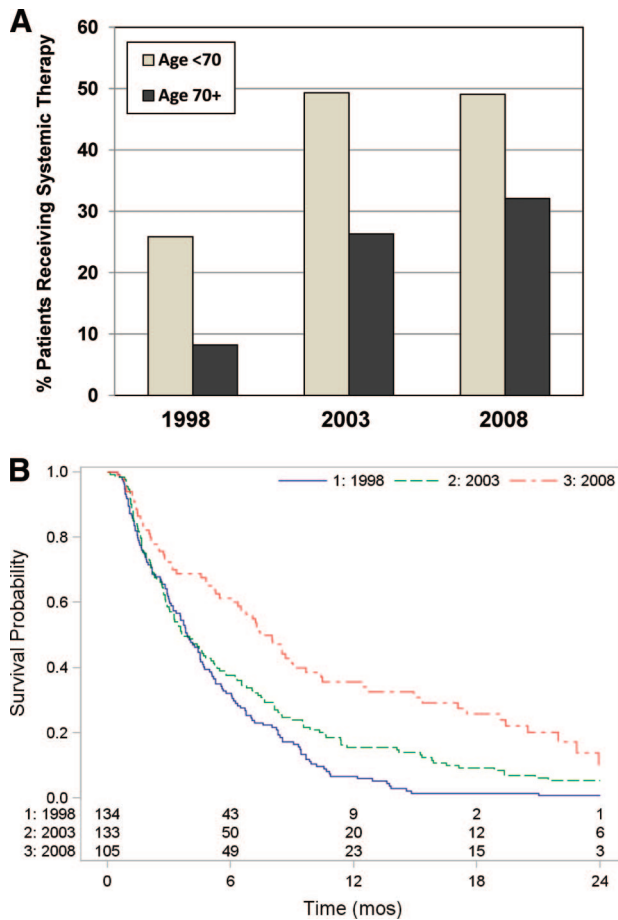 A
60
50
40
30
20
10
0
% Patients Receiving Systemic Therapy
Age <70
Age 70+
1998 2003 2008
B
1: 1998 2: 2003 3: 2008
1.0
0.8
0.6
0.4
0.2
0.0
Survival Probability
1: 1998 134 43 9 2 1
2: 2003 133 50 20 12 6
3: 2008 105 49 23 15 3
0 6 12 18 24
Time (mos)